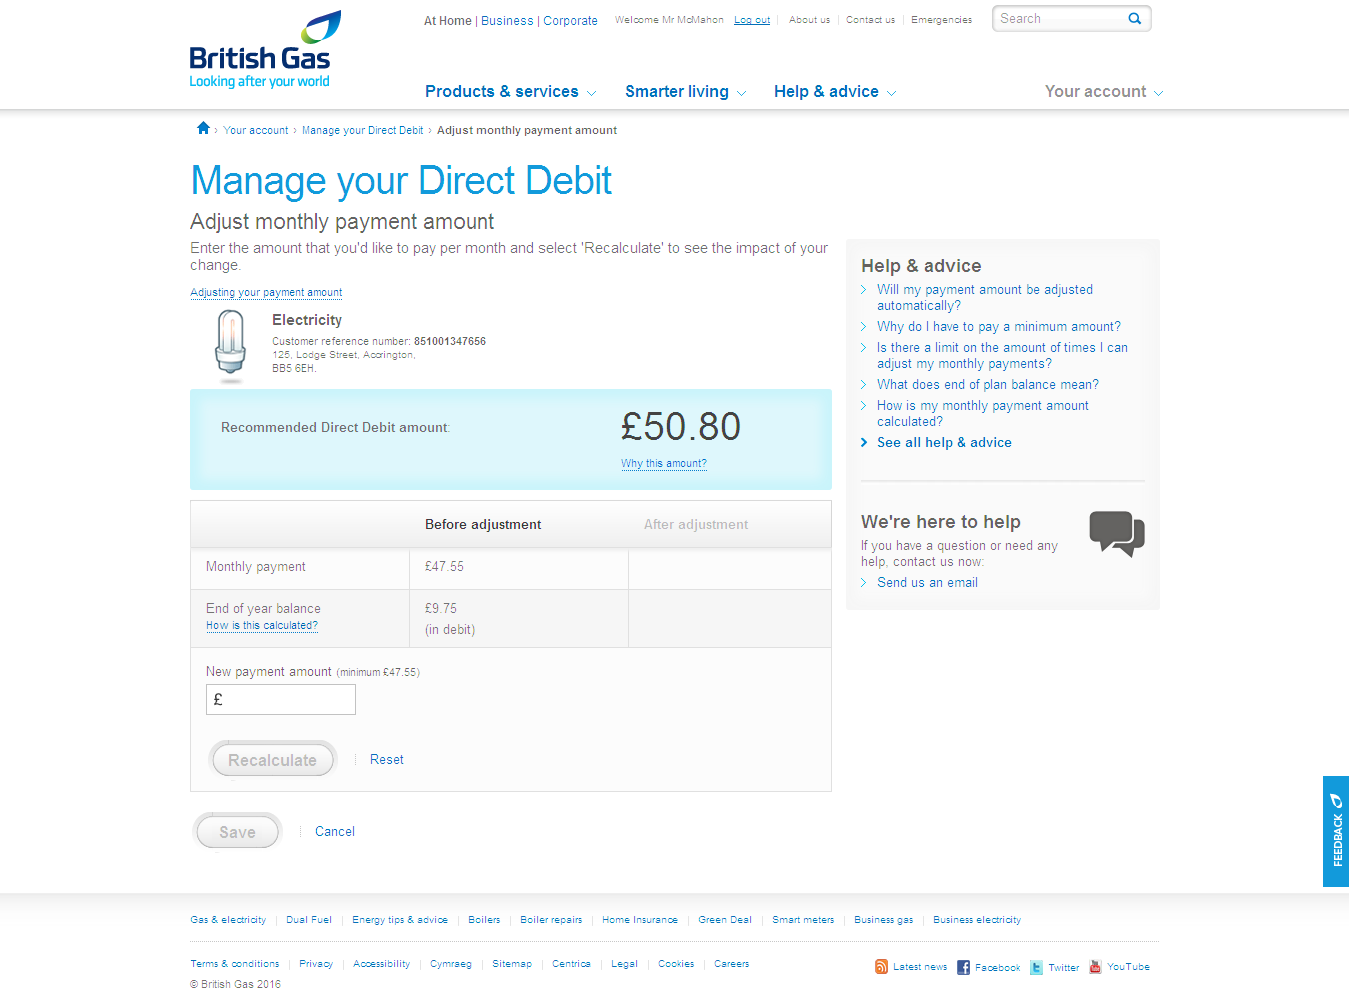 British Gas
Looking after your world
At Home | Business | Corporate
Welcome Mr McMahon Log out About us Contact us Emergencies
Search
Products & services Smarter living Help & advice Your account
Your account › Manage your Direct Debit › Adjust monthly payment amount
Manage your Direct Debit
Adjust monthly payment amount
Enter the amount that you'd like to pay per month and select 'Recalculate' to see the impact of your
change.
Adjusting your payment amount
Electricity
Customer reference number: 851001347656
125, Lodge Street, Accrington,
BB5 6EH.
Recommended Direct Debit amount:
£50.80
Why this amount?
Before adjustment After adjustment
Monthly payment £47.55
End of year balance £9.75
How is this calculated? (in debit)
New payment amount (minimum £47.55)
£
Recalculate Reset
Save Cancel
Help & advice
Will my payment amount be adjusted
automatically?
Why do I have to pay a minimum amount?
Is there a limit on the amount of times I can
adjust my monthly payments?
What does end of plan balance mean?
How is my monthly payment amount
calculated?
See all help & advice
We're here to help
If you have a question or need any
help, contact us now:
Send us an email
FEEDBACK
Gas & electricity Dual Fuel Energy tips & advice Boilers Boiler repairs Home Insurance Green Deal Smart meters Business gas Business electricity
Terms & conditions Privacy Accessibility Cymraeg Sitemap Centrica Legal Cookies Careers
Latest news Facebook Twitter YouTube
© British Gas 2016